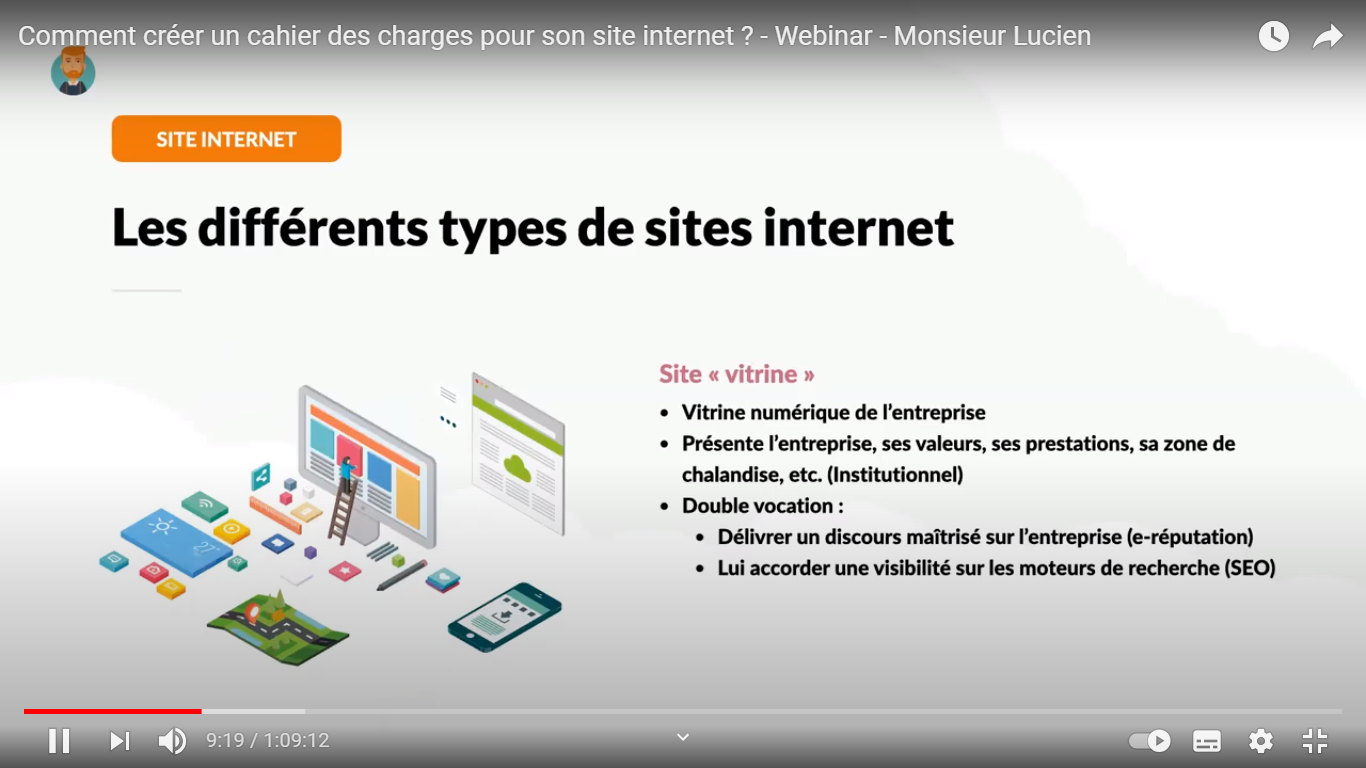 Comment créer un cahier des charges pour son site internet ? - Webinar - Monsieur Lucien
SITE INTERNET
Les différents types de sites internet
Site « vitrine »
• Vitrine numérique de l'entreprise
• Présente l'entreprise, ses valeurs, ses prestations, sa zone de
chalandise, etc. (Institutionnel)
• Double vocation :
• Délivrer un discours maîtrisé sur l'entreprise (e-réputation)
• Lui accorder une visibilité sur les moteurs de recherche (SEO)
27°
9:19 / 1:09:12